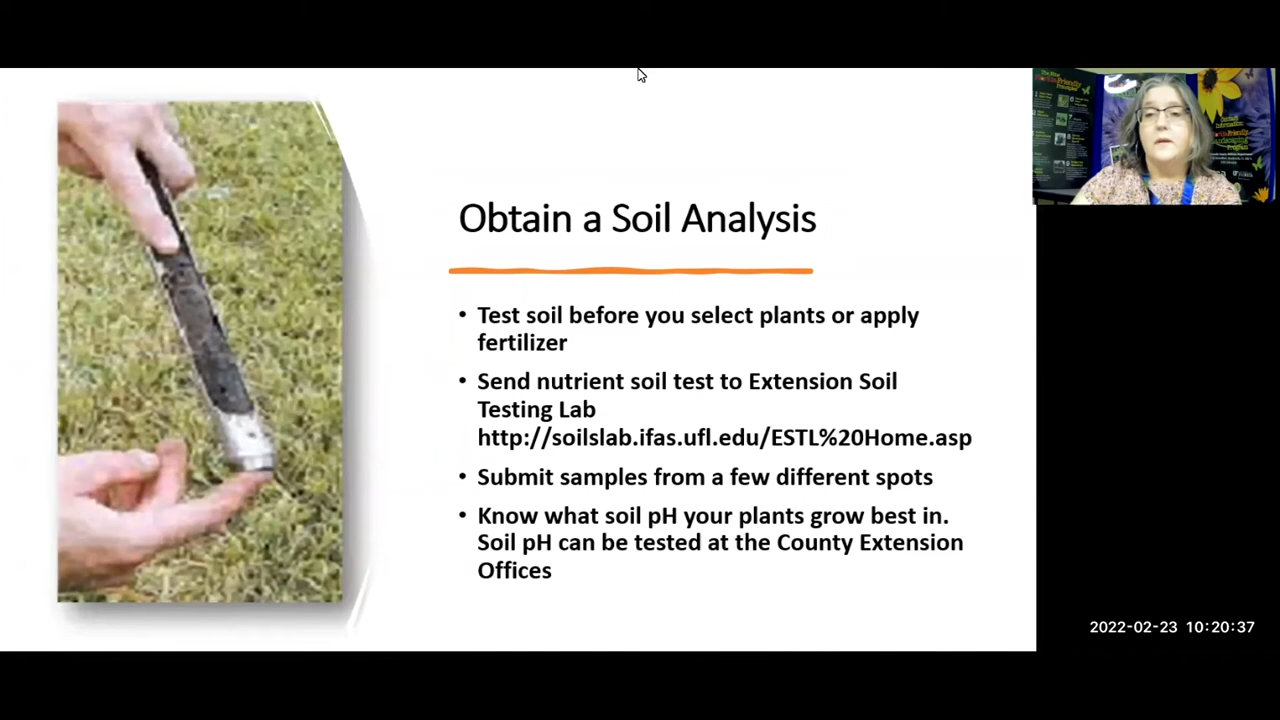 Obtain a Soil Analysis
• Test soil before you select plants or apply
fertilizer
• Send nutrient soil test to Extension Soil
Testing Lab
http://soilslab.ifas.ufl.edu/ESTL%20Home.asp
• Submit samples from a few different spots
• Know what soil pH your plants grow best in.
Soil pH can be tested at the County Extension
Offices
2022-02-23 10:20:37